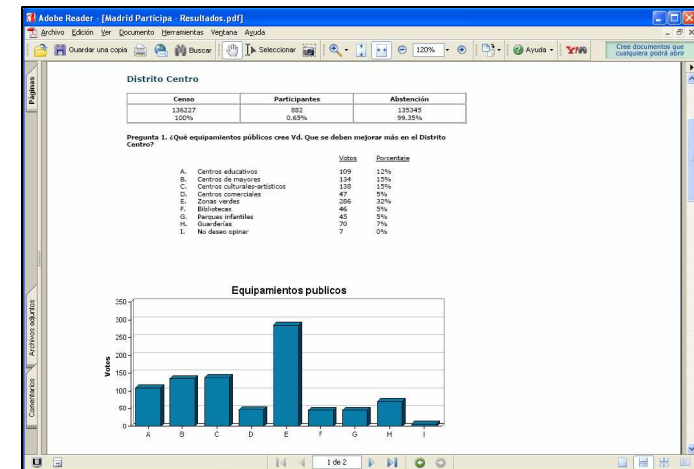 Adobe Reader - [Madrid Participa - Resultados.pdf]
Archivo Edición Ver Documento Herramientas Ventana Ayuda
Guardar una copia Buscar Seleccionar 120% Ayuda Y! Cree documentos que
cualquiera podrá abrir
Páginas
Archivos adjuntos
Comentarios
Distrito Centro
Censo Participantes Abstención
136227 882 135345
100% 0.65% 99.35%
Pregunta 1. ¿Qué equipamientos públicos cree Vd. Que se deben mejorar más en el Distrito
Centro?
Votos Porcentaje
A. Centros educativos 109 12%
B. Centros de mayores 134 15%
C. Centros culturales-artísticos 138 15%
D. Centros comerciales 47 5%
E. Zonas verdes 286 32%
F. Bibliotecas 46 5%
G. Parques infantiles 45 5%
H. Guarderías 70 7%
I. No deseo opinar 7 0%
Equipamientos publicos
Votos
350
300
250
200
150
100
50
0
A B C D E F G H I
1 de 2